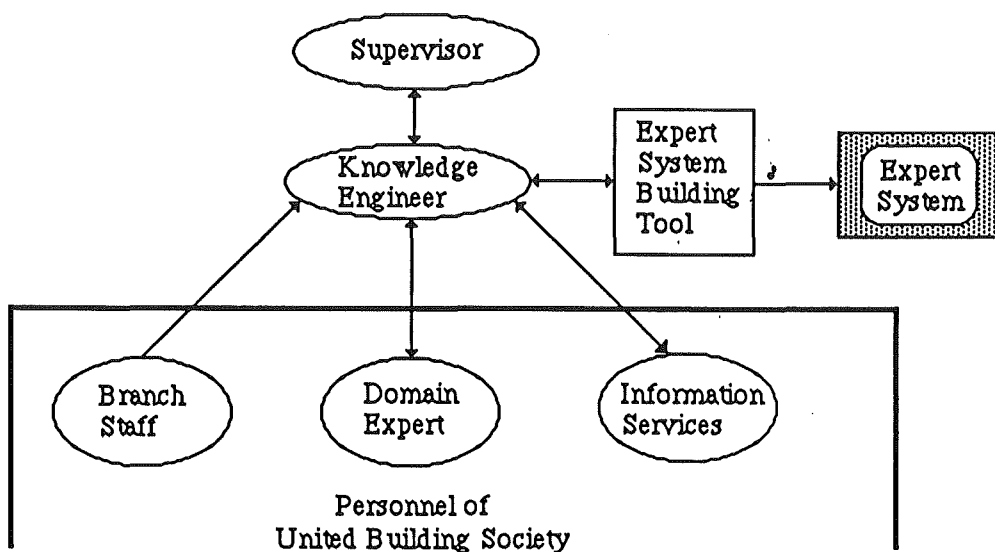 Supervisor
Knowledge
Engineer
Expert
System
Building
Tool
Expert
System
Branch
Staff
Domain
Expert
Information
Services
Personnel of
United Building Society